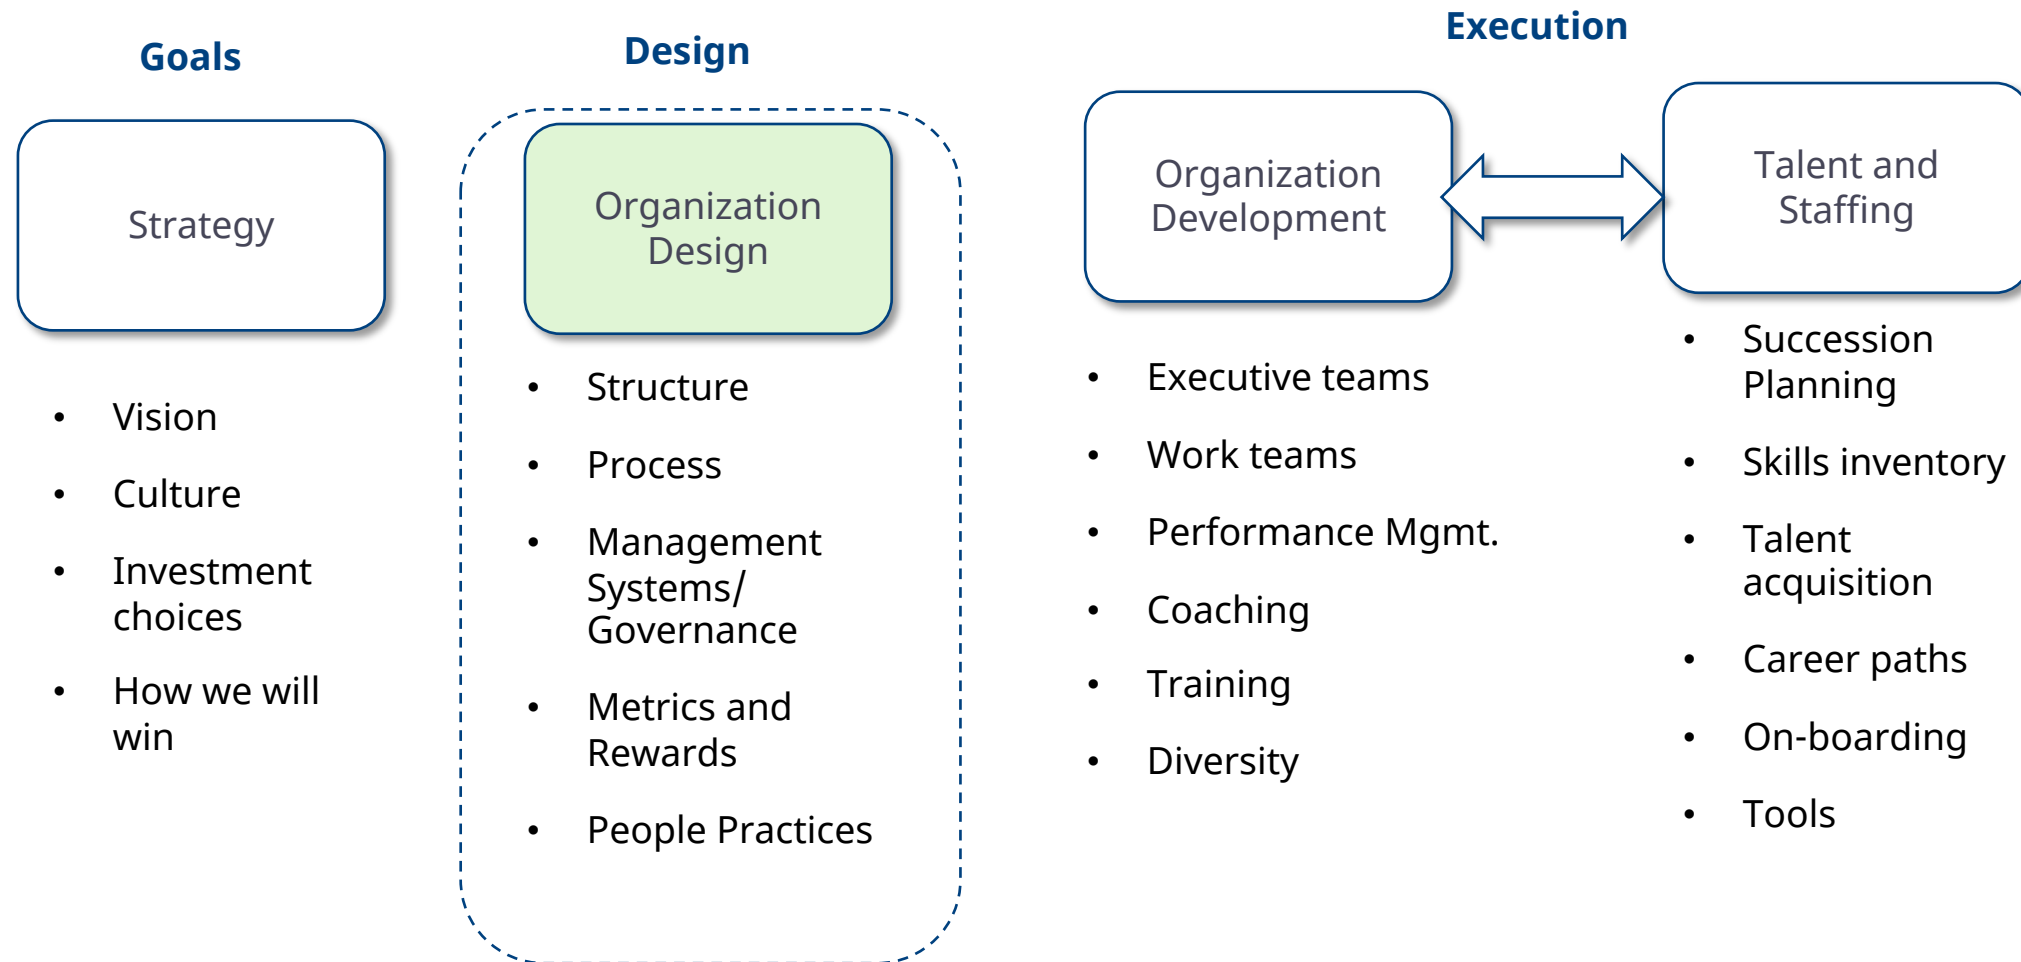 Goals
Strategy
• Vision
• Culture
• Investment
choices
• How we will
win
Design
Organization
Design
• Structure
• Process
• Management
Systems/
Governance
• Metrics and
Rewards
• People Practices
Execution
Organization
Development
• Executive teams
• Work teams
• Performance Mgmt.
• Coaching
• Training
• Diversity
Talent and
Staffing
• Succession
Planning
• Skills inventory
• Talent
acquisition
• Career paths
• On-boarding
• Tools